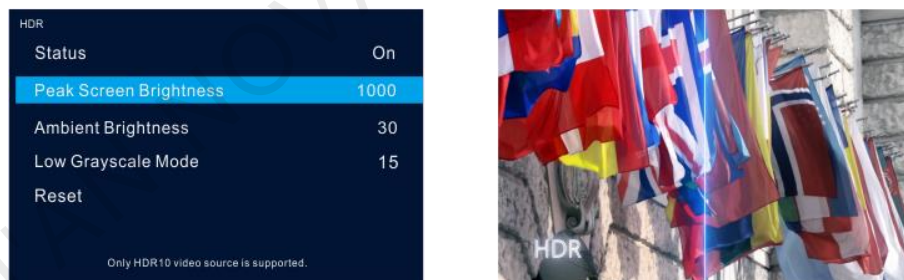 HDR
Status On
Peak Screen Brightness 1000
Ambient Brightness 30
Low Grayscale Mode 15
Reset
Only HDR10 video source is supported.
HDR